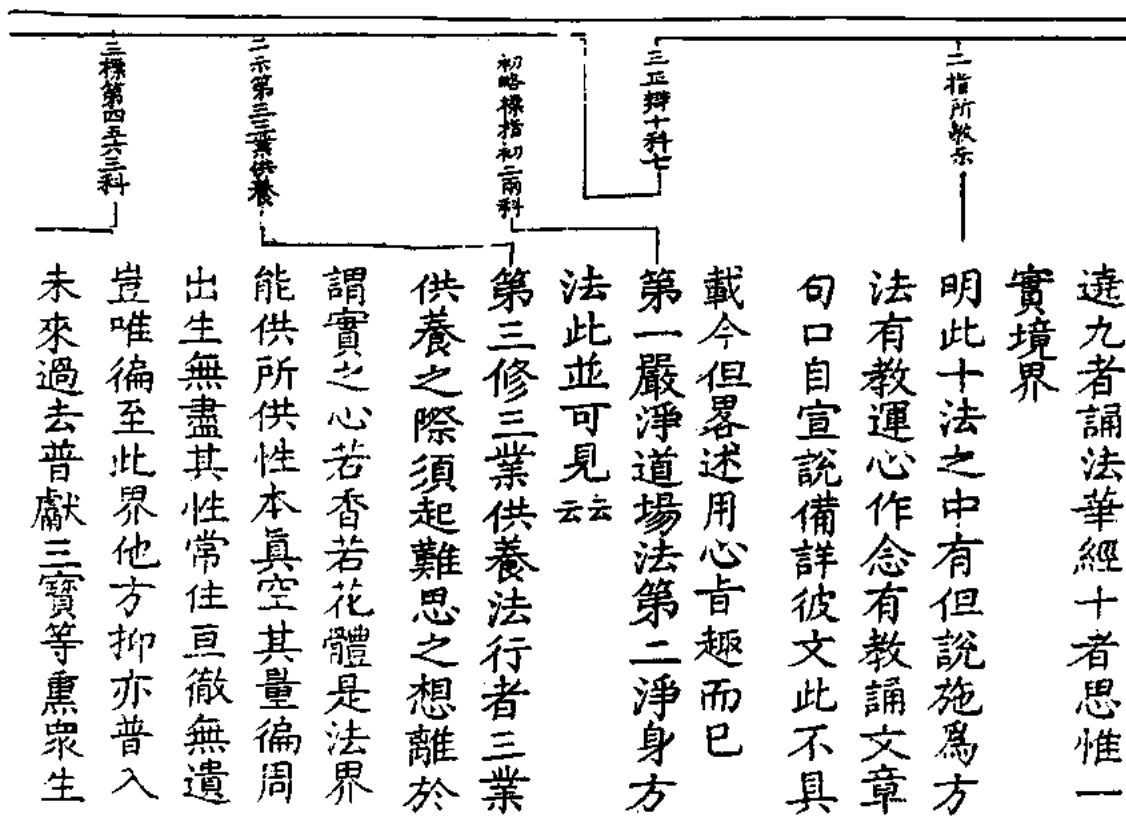 遶九者誦法華經十者思惟一
實境界
二指所教示
明此十法之中有但說施爲方
法有教運心作念有教誦文章
句口自宣說備詳彼文此不具
載今但畧述用心旨趣而已
三正辯十科七
初略標指初二兩科
第一嚴淨道場法第二淨身方
法此並可見云云
二示第三三業供養
第三修三業供養法行者三業
供養之際須起難思之想離於
謂實之心若香若花體是法界
能供所供性本眞空其量徧周
出生無盡其性常住亘徹無遺
豈唯徧至此界他方抑亦普入
未來過去普獻三寶等熏衆生
三標第四五六三科